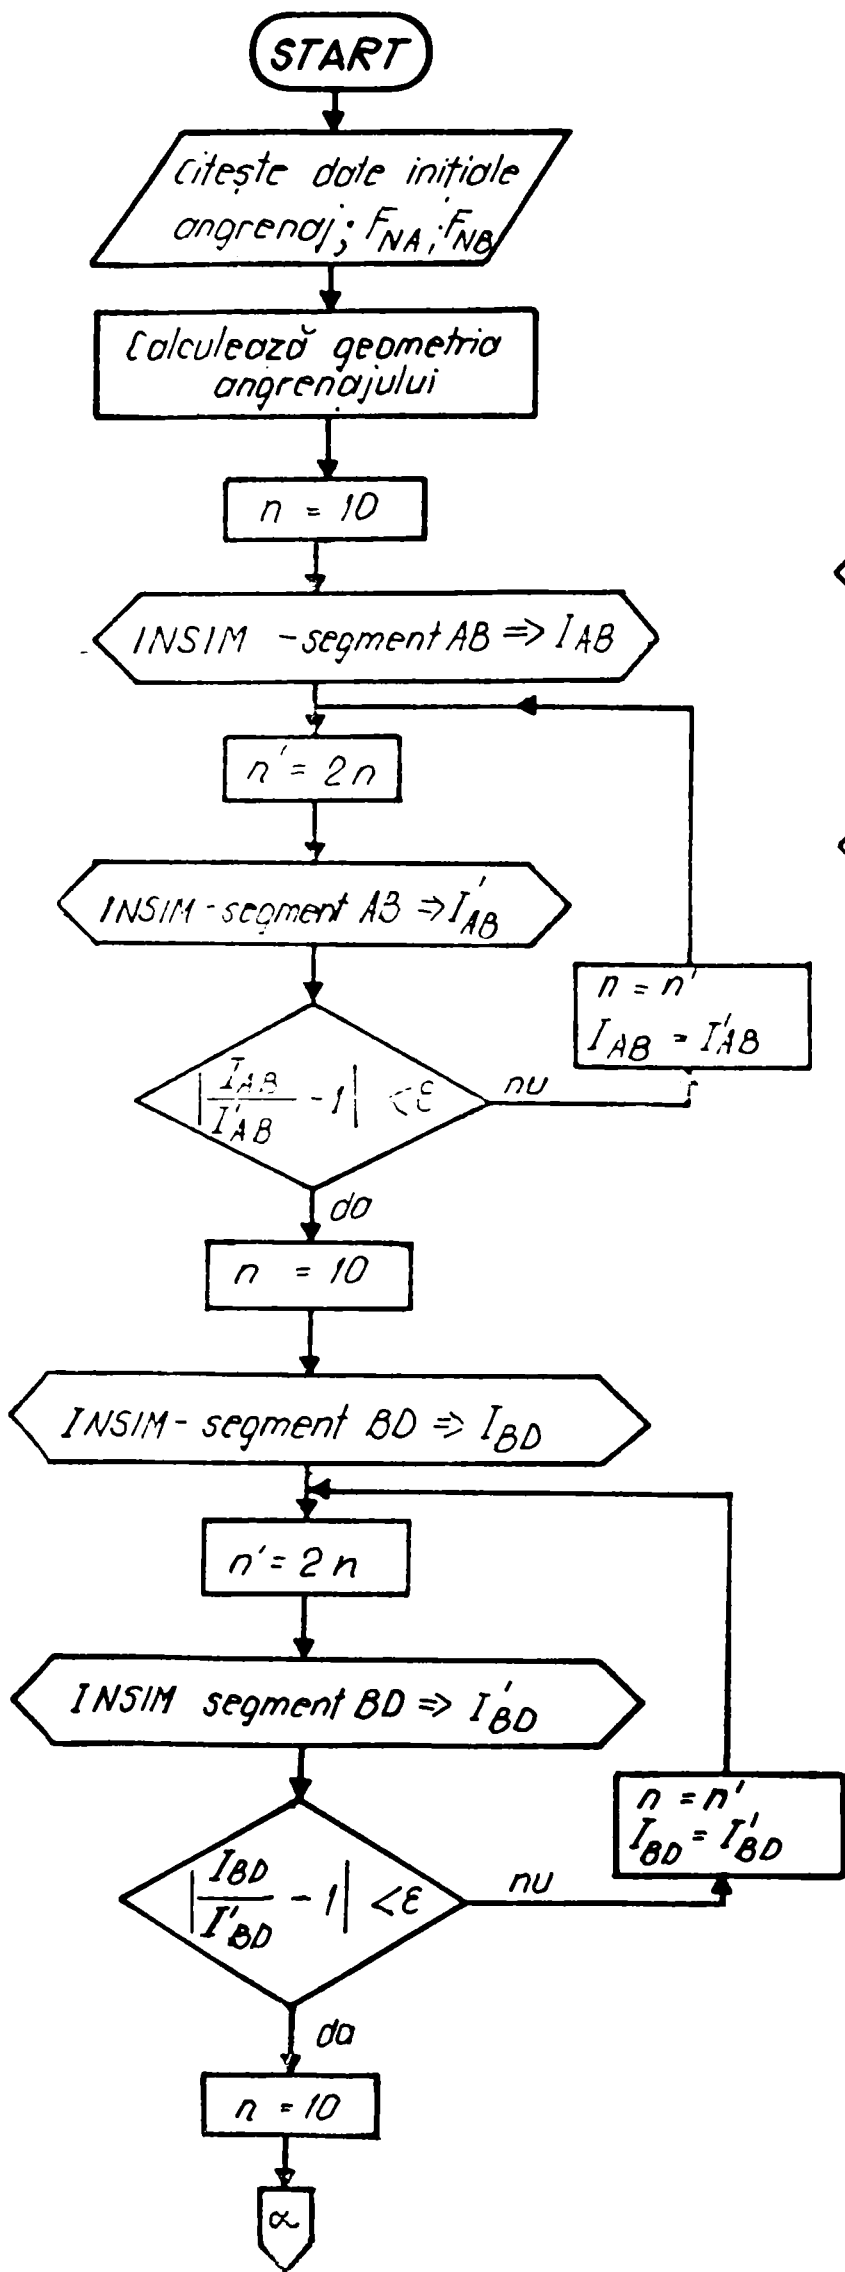 START
Citește date inițiale
angrenaj; F_NA; F_NB
Calculează geometria
angrenajului
n = 10
INSIM - segment AB => I_AB
n' = 2n
INSIM - segment AB => I'_AB
n = n'
I_AB = I'_AB
| I_AB / I'_AB - 1 | < ε
nu
da
n = 10
INSIM - segment BD => I_BD
n' = 2n
INSIM segment BD => I'_BD
n = n'
I_BD = I'_BD
| I_BD / I'_BD - 1 | < ε
nu
da
n = 10
α